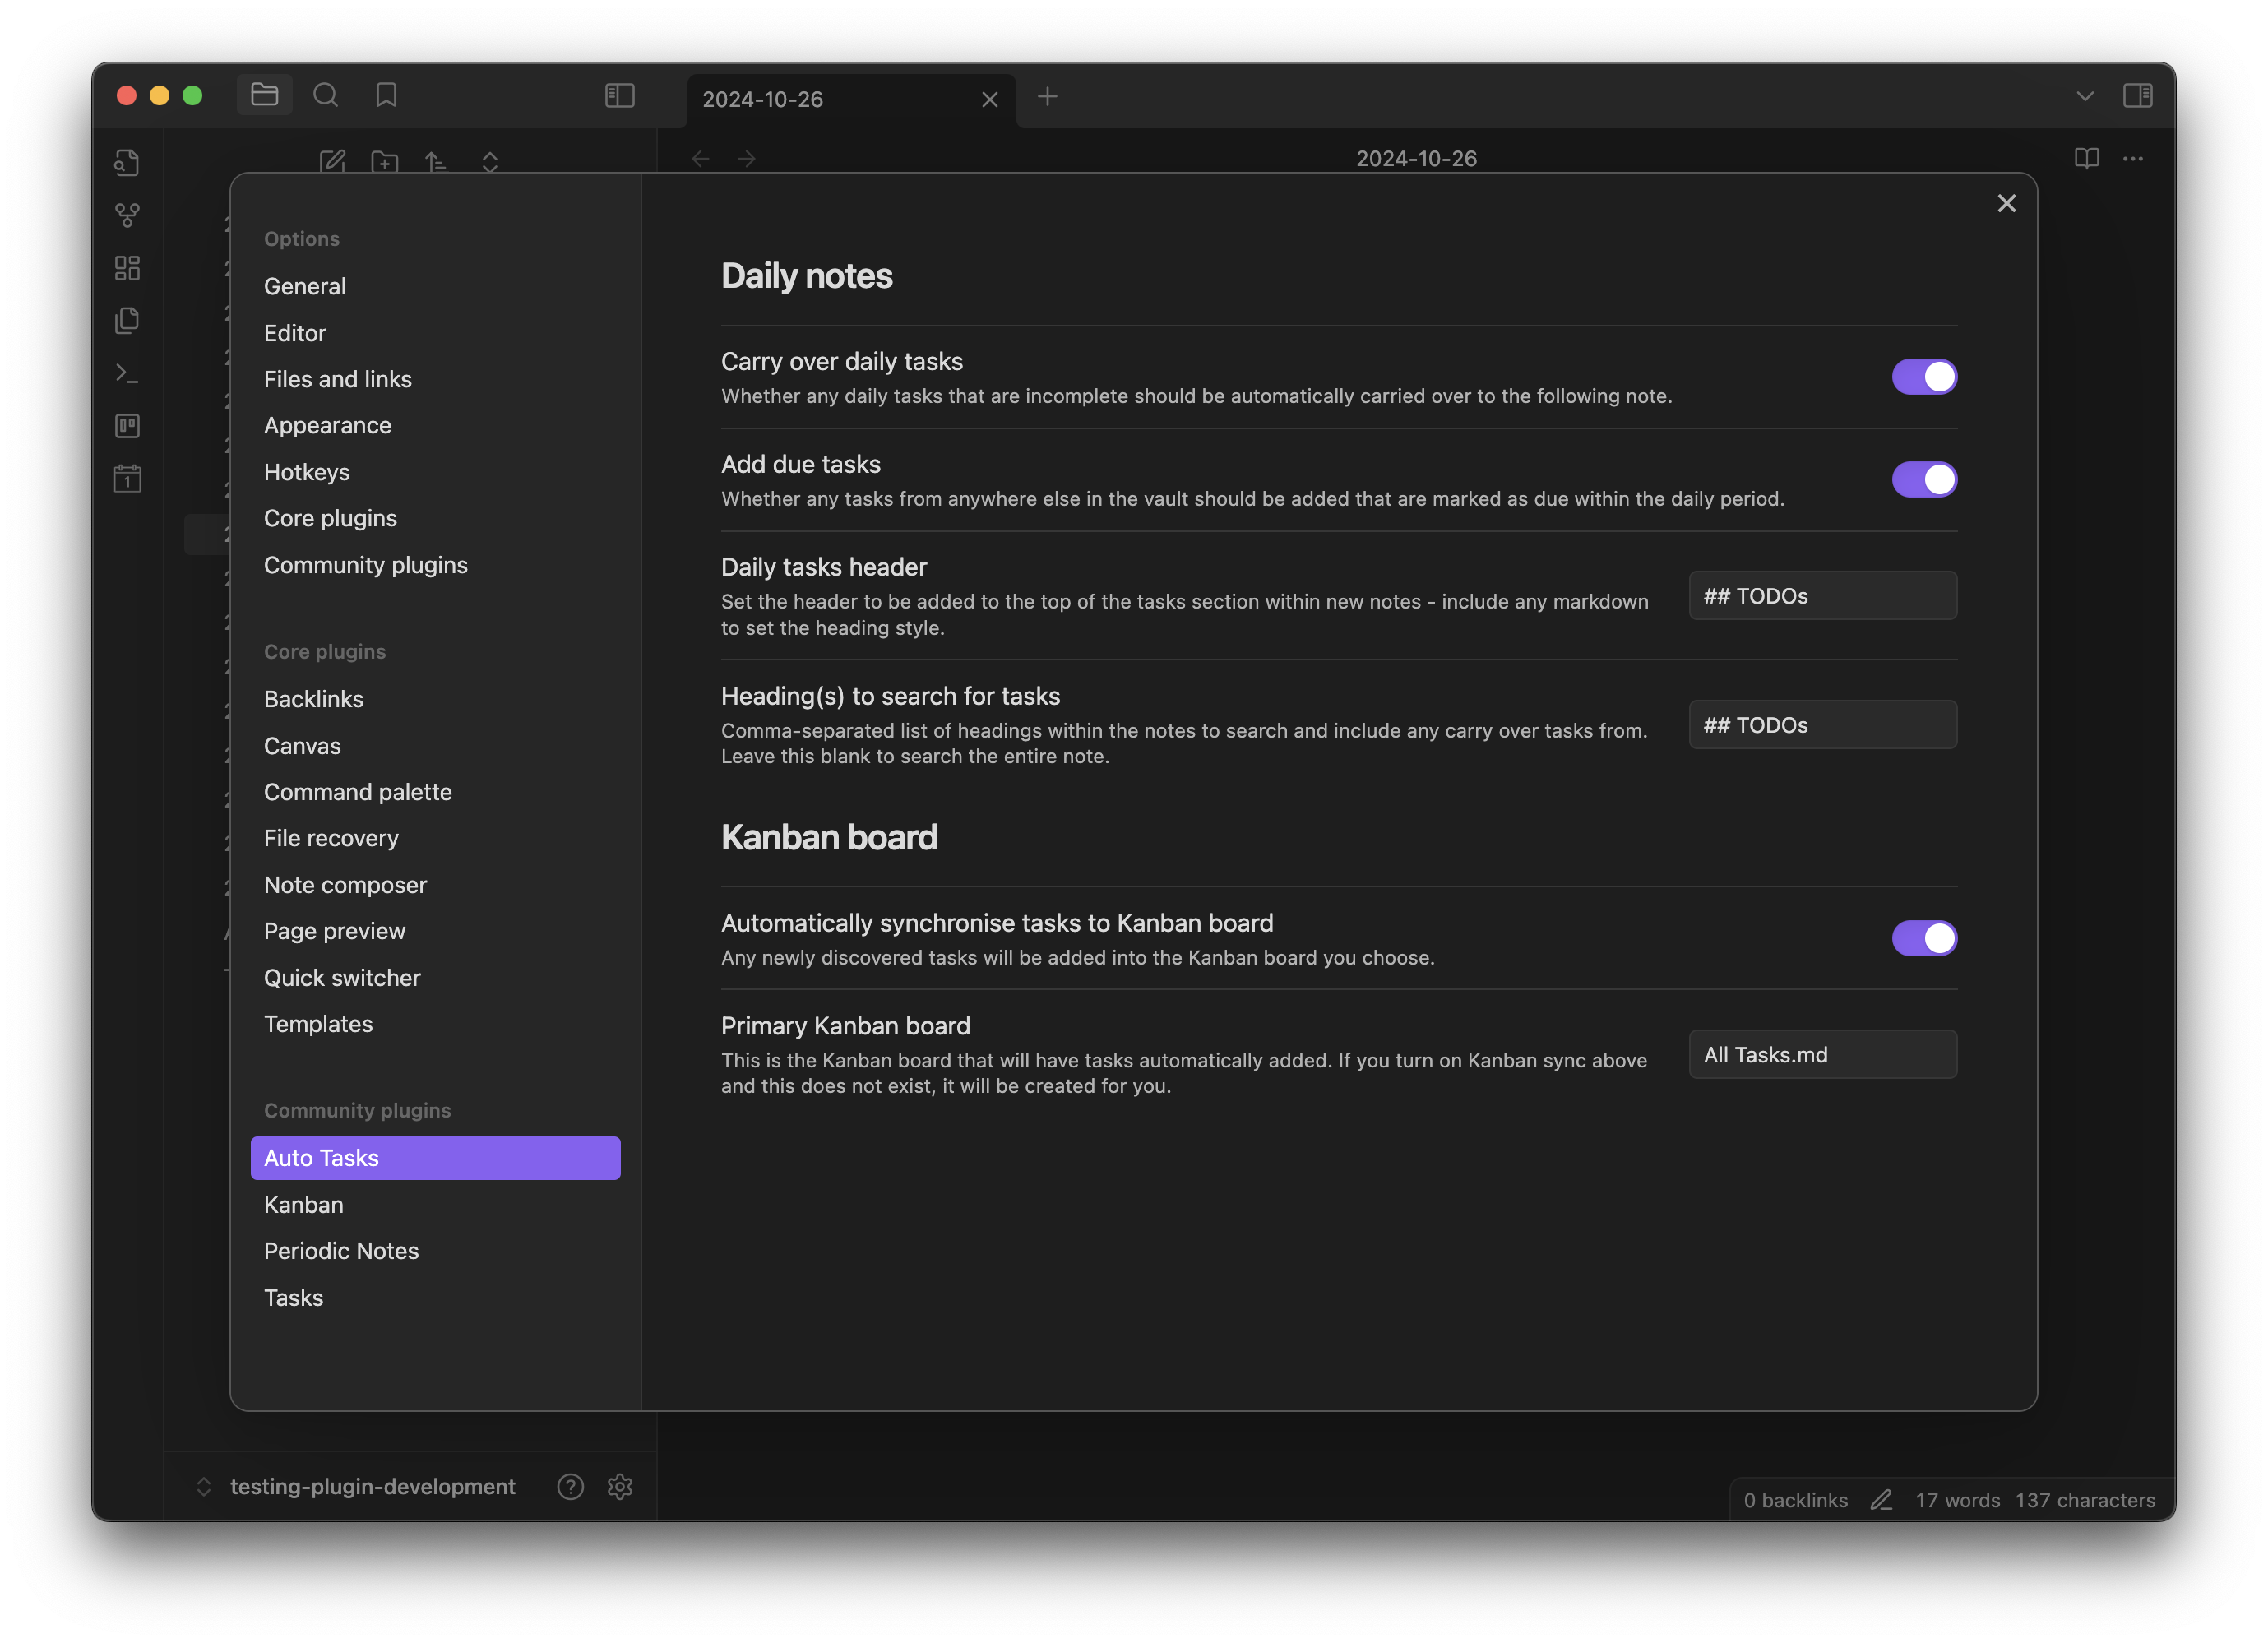 2024-10-26
2024-10-26
Options
General
Editor
Files and links
Appearance
Hotkeys
Core plugins
Community plugins
Core plugins
Backlinks
Canvas
Command palette
File recovery
Note composer
Page preview
Quick switcher
Templates
Community plugins
Auto Tasks
Kanban
Periodic Notes
Tasks
Daily notes
Carry over daily tasks
Whether any daily tasks that are incomplete should be automatically carried over to the following note.
Add due tasks
Whether any tasks from anywhere else in the vault should be added that are marked as due within the daily period.
Daily tasks header
Set the header to be added to the top of the tasks section within new notes - include any markdown
to set the heading style.
## TODOs
Heading(s) to search for tasks
Comma-separated list of headings within the notes to search and include any carry over tasks from.
Leave this blank to search the entire note.
## TODOs
Kanban board
Automatically synchronise tasks to Kanban board
Any newly discovered tasks will be added into the Kanban board you choose.
Primary Kanban board
This is the Kanban board that will have tasks automatically added. If you turn on Kanban sync above
and this does not exist, it will be created for you.
All Tasks.md
testing-plugin-development
0 backlinks 17 words 137 characters